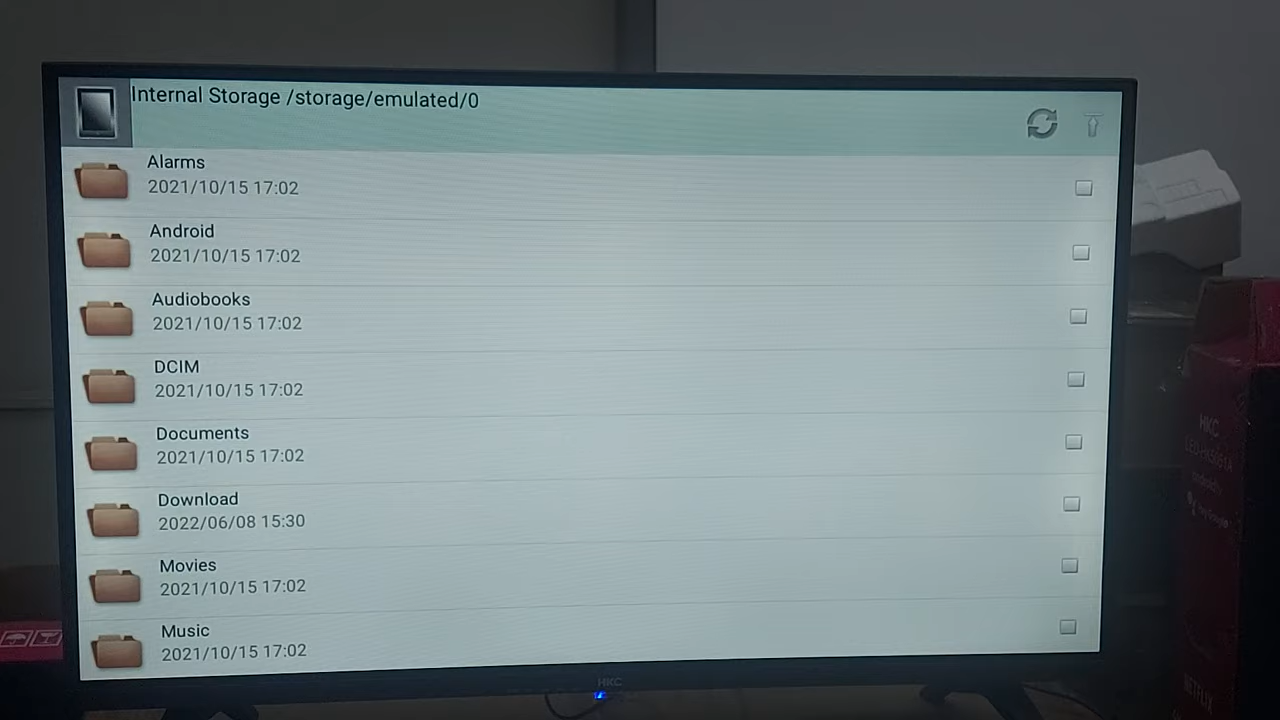 Internal Storage /storage/emulated/0
Alarms
2021/10/15 17:02
Android
2021/10/15 17:02
Audiobooks
2021/10/15 17:02
DCIM
2021/10/15 17:02
Documents
2021/10/15 17:02
Download
2022/06/08 15:30
Movies
2021/10/15 17:02
Music
2021/10/15 17:02
HKC
HKC
NETFLIX